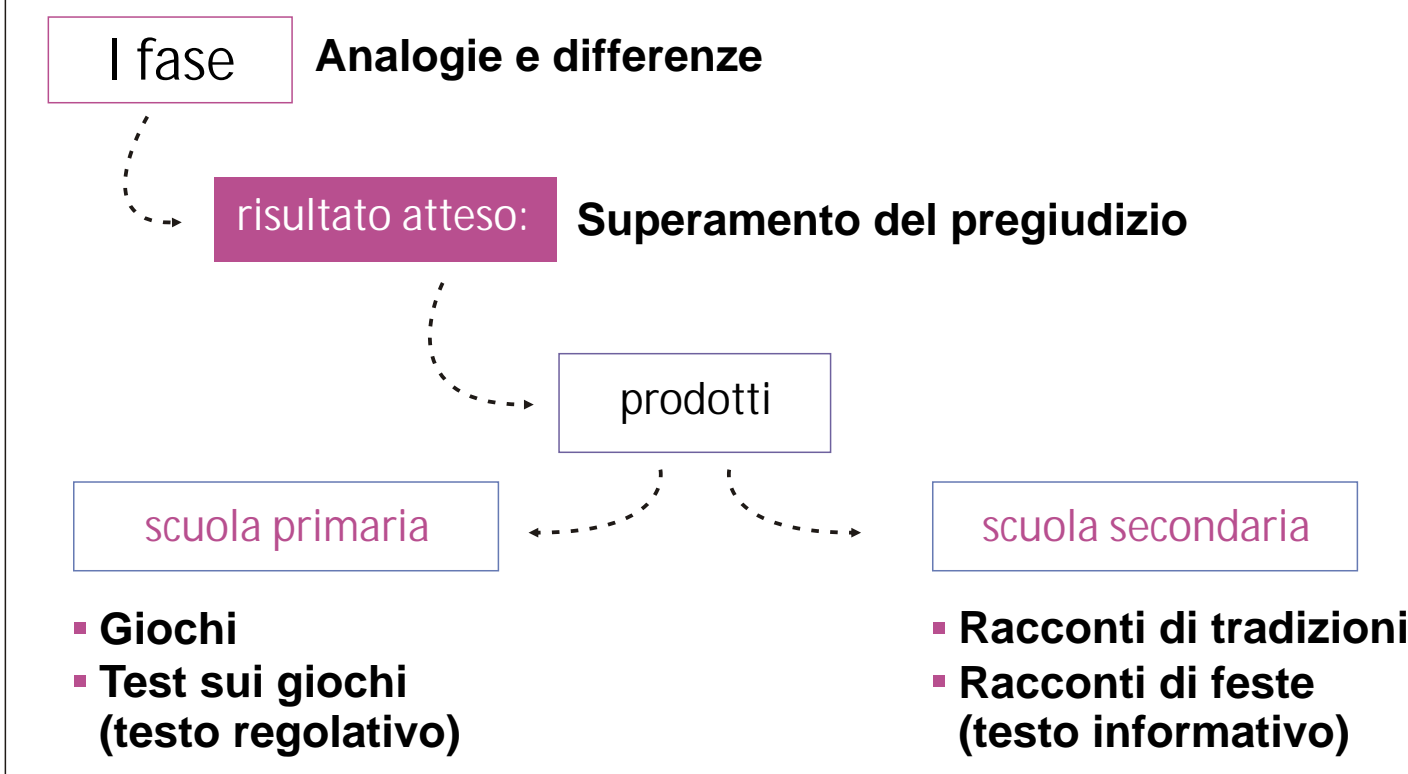 I fase Analogie e differenze
risultato atteso: Superamento del pregiudizio
prodotti
scuola primaria
▪ Giochi
▪ Test sui giochi
(testo regolativo)
scuola secondaria
▪ Racconti di tradizioni
▪ Racconti di feste
(testo informativo)